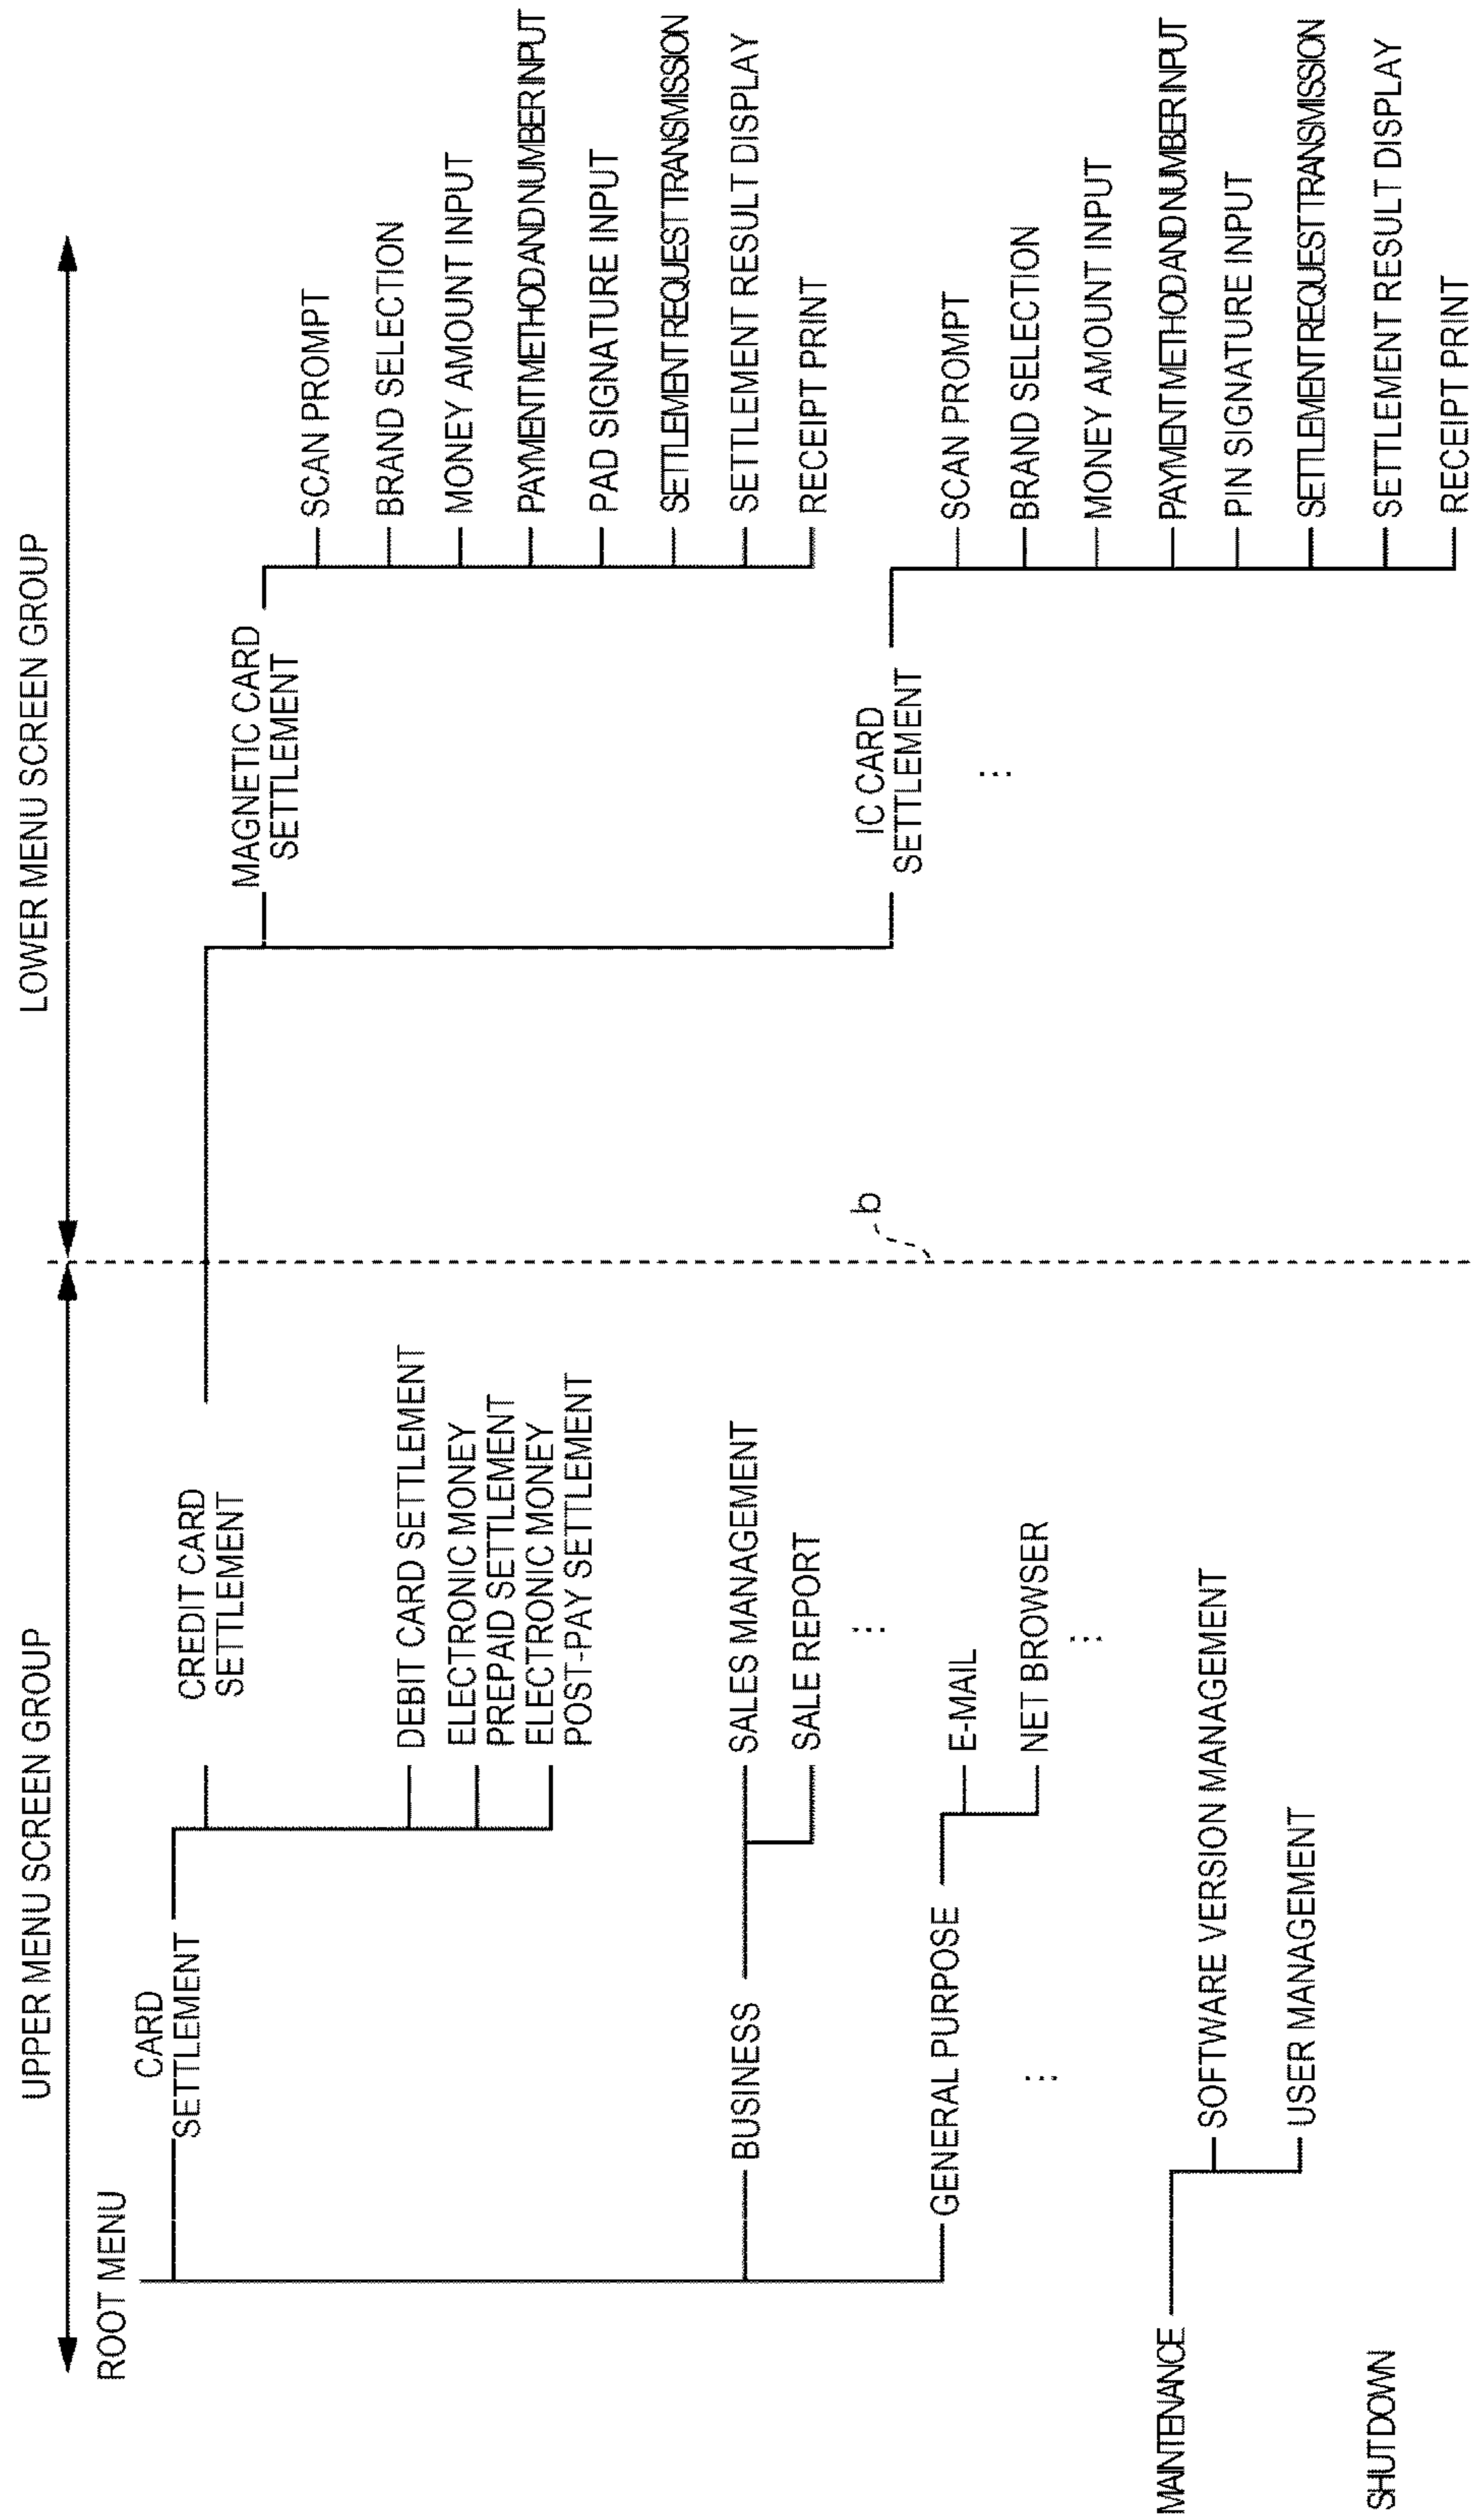 UPPER MENU SCREEN GROUP
LOWER MENU SCREEN GROUP
ROOT MENU
CARD
SETTLEMENT
CREDIT CARD
SETTLEMENT
MAGNETIC CARD
SETTLEMENT
SCAN PROMPT
BRAND SELECTION
MONEY AMOUNT INPUT
PAYMENT METHOD AND NUMBER INPUT
PAD SIGNATURE INPUT
SETTLEMENT REQUEST TRANSMISSION
SETTLEMENT RESULT DISPLAY
RECEIPT PRINT
DEBIT CARD SETTLEMENT
ELECTRONIC MONEY
PREPAID SETTLEMENT
ELECTRONIC MONEY
POST-PAY SETTLEMENT
b
IC CARD
SETTLEMENT
...
SCAN PROMPT
BRAND SELECTION
MONEY AMOUNT INPUT
PAYMENT METHOD AND NUMBER INPUT
PIN SIGNATURE INPUT
SETTLEMENT REQUEST TRANSMISSION
SETTLEMENT RESULT DISPLAY
RECEIPT PRINT
BUSINESS
SALES MANAGEMENT
SALE REPORT
...
GENERAL PURPOSE
E-MAIL
NET BROWSER
...
...
MAINTENANCE
SOFTWARE VERSION MANAGEMENT
USER MANAGEMENT
SHUTDOWN